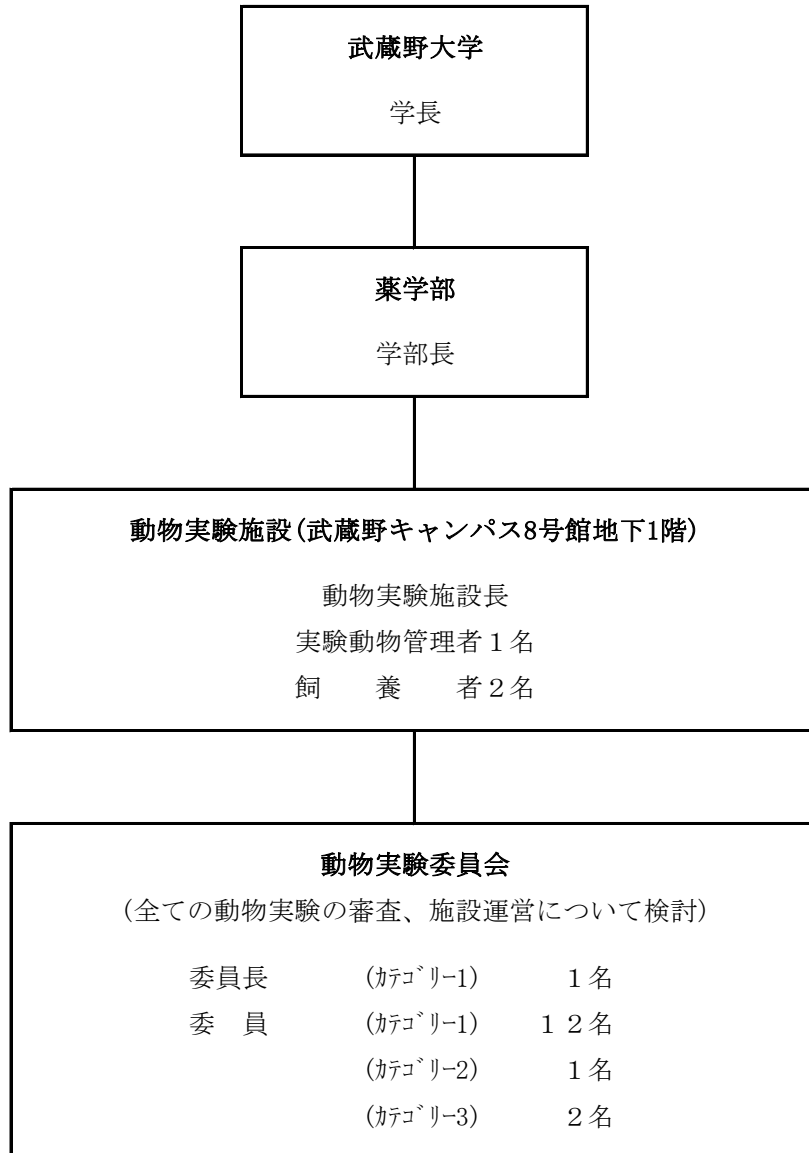 武蔵野大学
学長
薬学部
学部長
動物実験施設(武蔵野キャンパス8号館地下1階)
動物実験施設長
実験動物管理者１名
飼　養　者２名
動物実験委員会
(全ての動物実験の審査、施設運営について検討)
委員長　(ｶﾃｺﾞﾘｰ1)　１名
委　員　(ｶﾃｺﾞﾘｰ1)　１２名
(ｶﾃｺﾞﾘｰ2)　１名
(ｶﾃｺﾞﾘｰ3)　２名